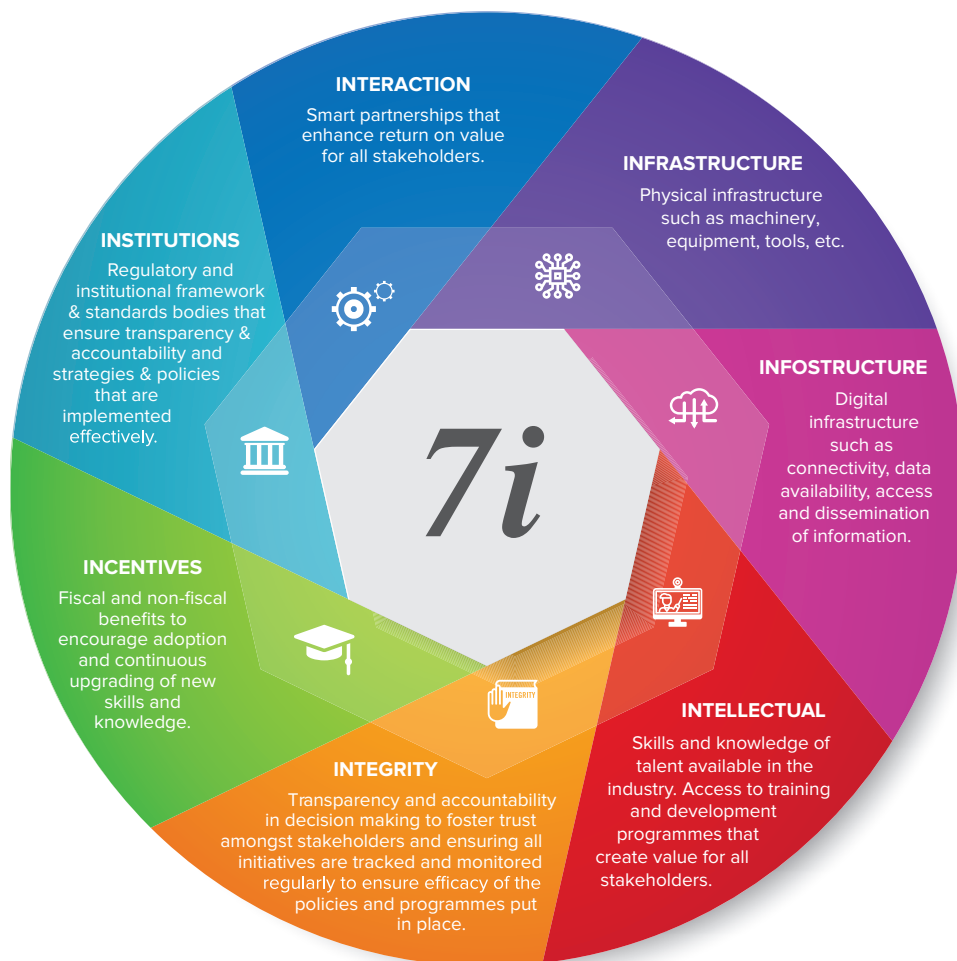 INTERACTION
Smart partnerships that
enhance return on value
for all stakeholders.
INFRASTRUCTURE
Physical infrastructure
such as machinery,
equipment, tools, etc.
INFOSTRUCTURE
Digital
infrastructure
such as
connectivity, data
availability, access
and dissemination
of information.
INTELLECTUAL
Skills and knowledge of
talent available in the
industry. Access to training
and development
programmes that
create value for all
stakeholders.
INTEGRITY
INTEGRITY
Transparency and accountability
in decision making to foster trust
amongst stakeholders and ensuring all
initiatives are tracked and monitored
regularly to ensure efficacy of the
policies and programmes put
in place.
INCENTIVES
Fiscal and non-fiscal
benefits to
encourage adoption
and continuous
upgrading of new
skills and
knowledge.
INSTITUTIONS
Regulatory and
institutional framework
& standards bodies that
ensure transparency &
accountability and
strategies & policies
that are
implemented
effectively.
7i